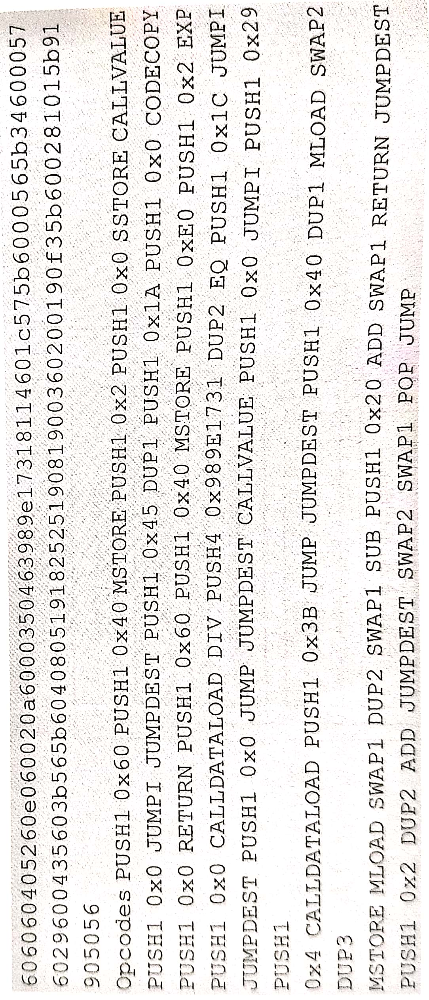 6060604052​60e060020a6000350463989e17318114601c575b6000565b34600057
6029600435603b565b60408051918252519081900360200190f35b600281015b91
905056
Opcodes PUSH1 0x60 PUSH1 0x40 MSTORE PUSH1 0x2 PUSH1 0x0 SSTORE CALLVALUE
PUSH1 0x0 JUMPI JUMPDEST PUSH1 0x45 DUP1 PUSH1 0x1A PUSH1 0x0 CODECOPY
PUSH1 0x0 RETURN PUSH1 0x60 PUSH1 0x40 MSTORE PUSH1 0xE0 PUSH1 0x2 EXP
PUSH1 0x0 CALLDATALOAD DIV PUSH4 0x989E1731 DUP2 EQ PUSH1 0x1C JUMPI
JUMPDEST PUSH1 0x0 JUMP JUMPDEST CALLVALUE PUSH1 0x0 JUMPI PUSH1 0x29
PUSH1
0x4 CALLDATALOAD PUSH1 0x3B JUMP JUMPDEST PUSH1 0x40 DUP1 MLOAD SWAP2
DUP3
MSTORE MLOAD SWAP1 DUP2 SWAP1 SUB PUSH1 0x20 ADD SWAP1 RETURN JUMPDEST
PUSH1 0x2 DUP2 ADD JUMPDEST SWAP2 SWAP1 POP JUMP